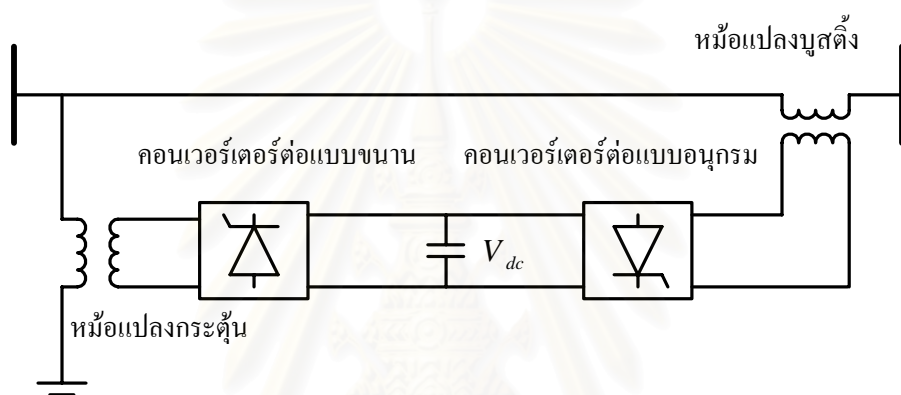 หม้อแปลงบูสติ้ง
คอนเวอร์เตอร์ต่อแบบขนาน
คอนเวอร์เตอร์ต่อแบบอนุกรม
V dc
หม้อแปลงกระตุ้น